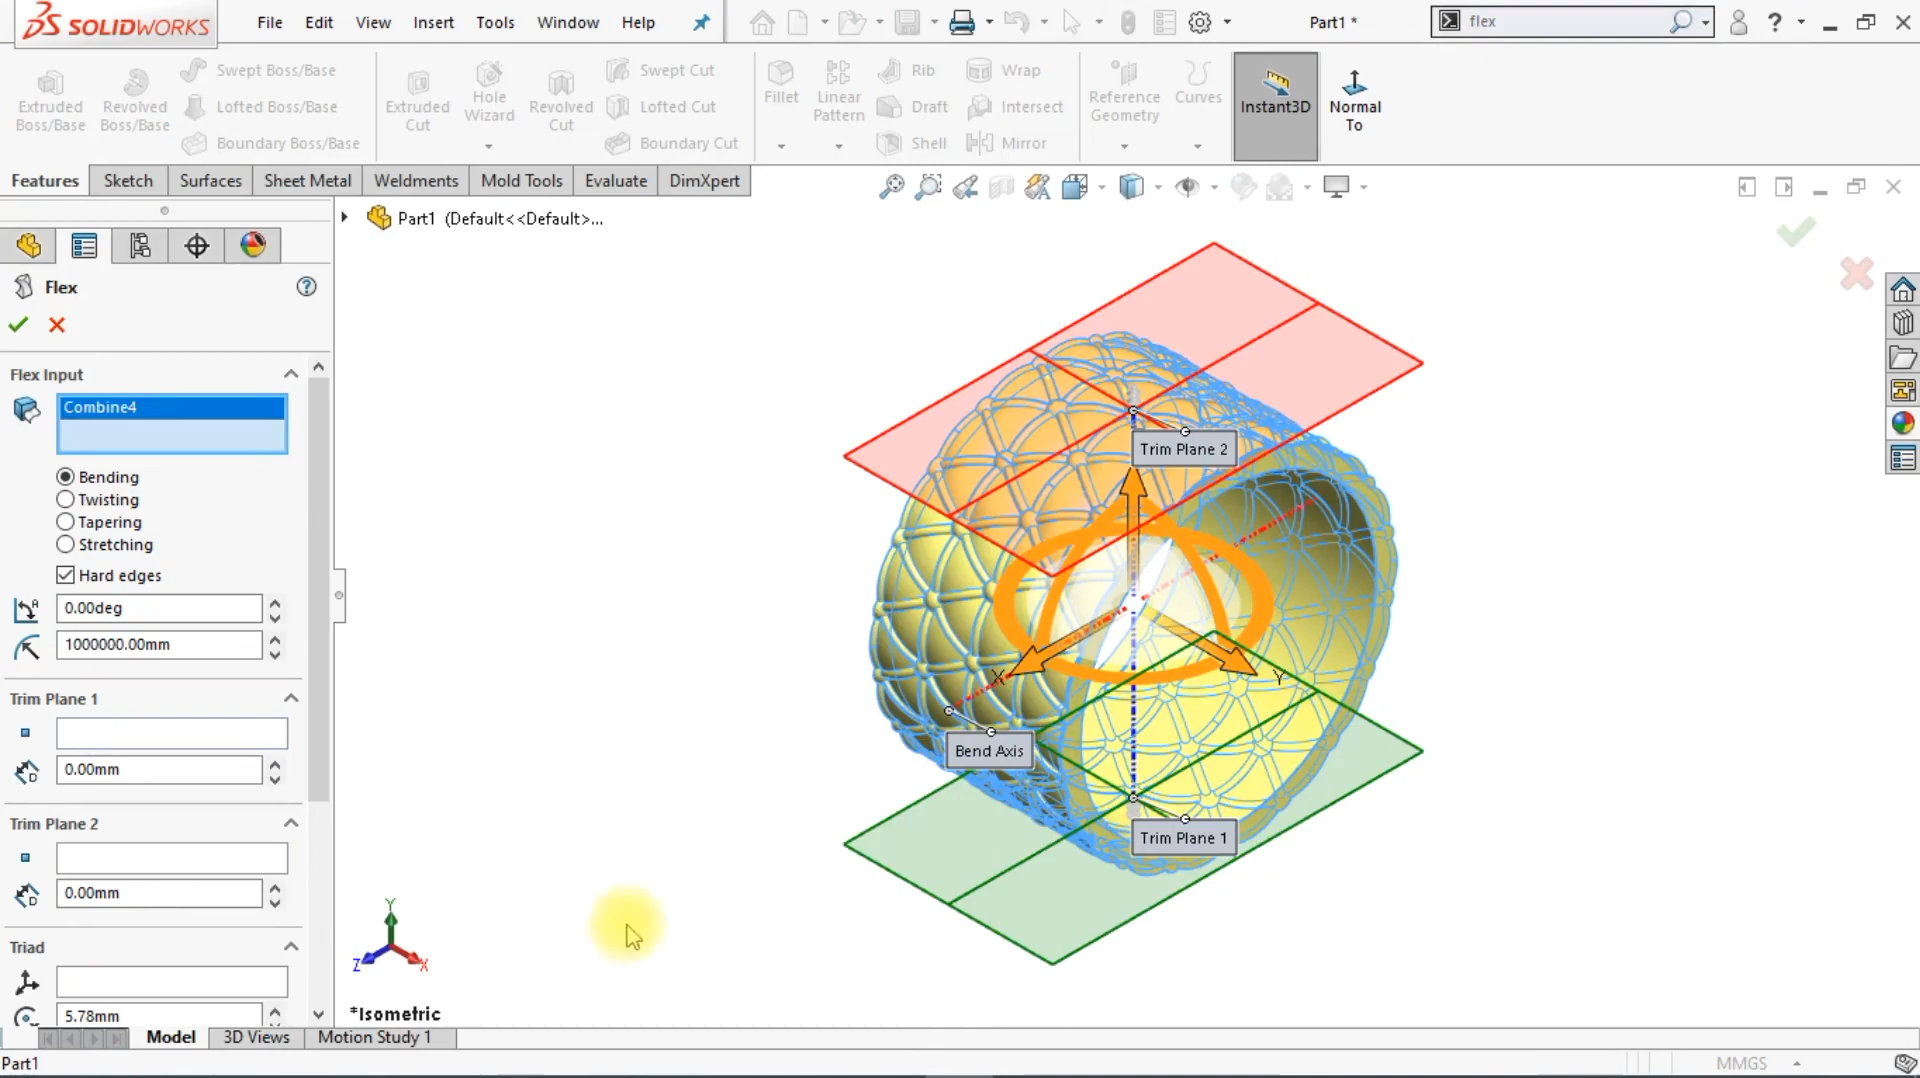 SOLIDWORKS
File Edit View Insert Tools Window Help
Part1 *
flex
Extruded Boss/Base
Revolved Boss/Base
Swept Boss/Base
Lofted Boss/Base
Boundary Boss/Base
Extruded Cut
Hole Wizard
Revolved Cut
Swept Cut
Lofted Cut
Boundary Cut
Fillet
Linear Pattern
Rib
Draft
Shell
Wrap
Intersect
Mirror
Reference Geometry
Curves
Instant3D
Normal To
Features Sketch Surfaces Sheet Metal Weldments Mold Tools Evaluate DimXpert
Part1 (Default<<Default>...
Flex
Flex Input
Combine4
Bending
Twisting
Tapering
Stretching
Hard edges
0.00deg
1000000.00mm
Trim Plane 1
0.00mm
Trim Plane 2
0.00mm
Triad
5.78mm
Trim Plane 2
X
Y
Bend Axis
Trim Plane 1
Y
Z
X
*Isometric
Model 3D Views Motion Study 1
Part1
MMGS